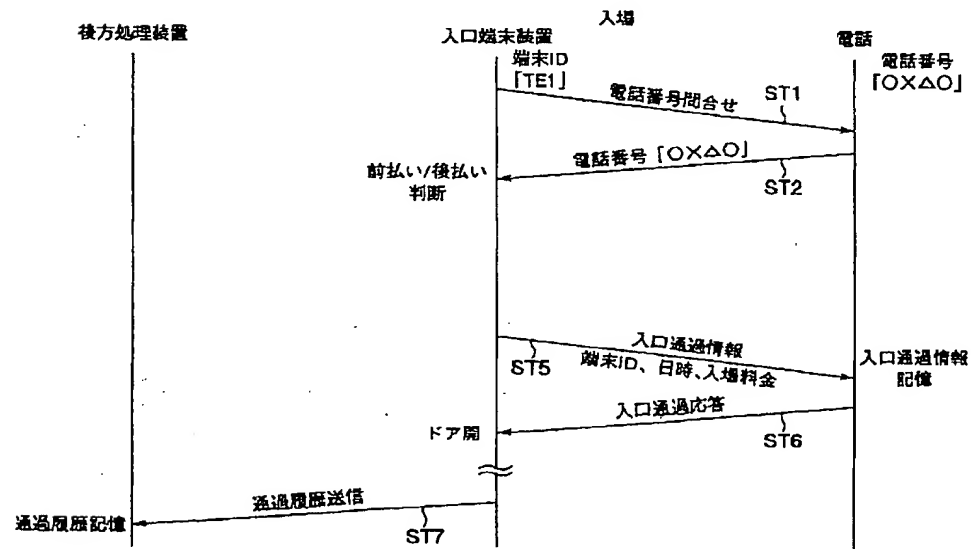 入場
後方処理装置
入口端末装置
電話
端末ID
「TE1」
電話番号
「○×△○」
電話番号問合せ
ST1
電話番号「○×△○」
ST2
前払い/後払い
判断
入口通過情報
ST5
端末ID、日時、入場料金
入口通過情報
記憶
入口通過応答
ドア開
ST6
通過履歴送信
通過履歴記憶
ST7